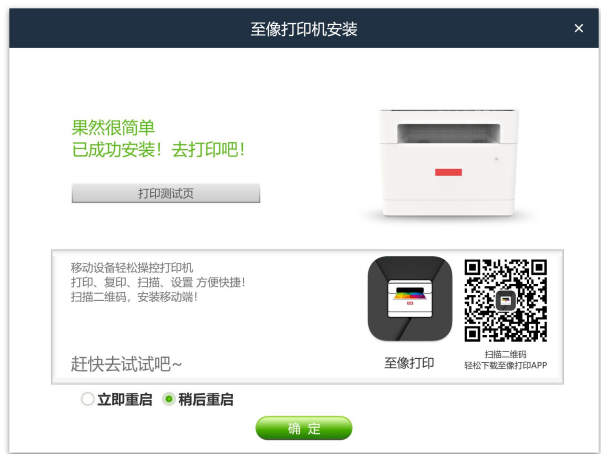 至像打印机安装
×
果然很简单
已成功安装！去打印吧！
打印测试页
移动设备轻松操控打印机
打印、复印、扫描、设置 方便快捷！
扫描二维码，安装移动端！
赶快去试试吧~
至像打印
扫描二维码
轻松下载至像打印APP
立即重启 稍后重启
确 定